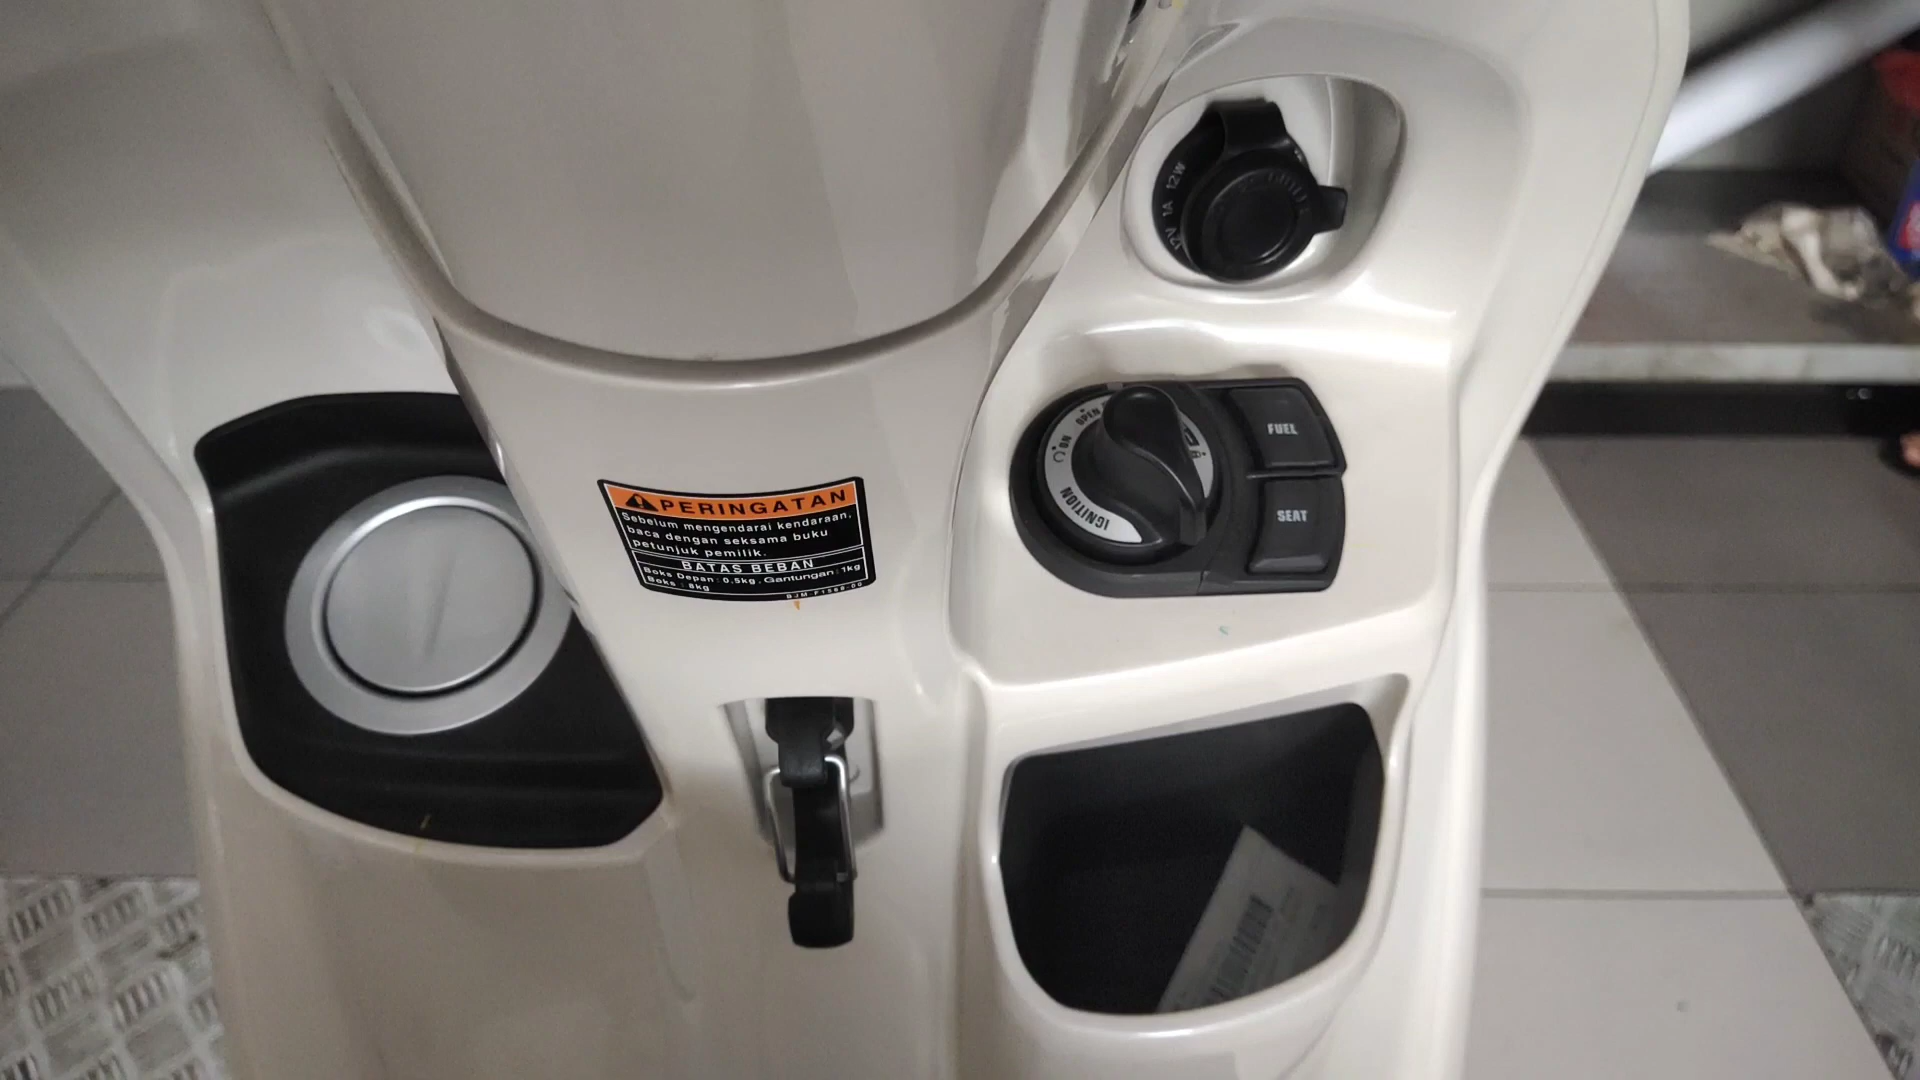 12V 1A 12W
OPEN
ON
IGNITION
FUEL
SEAT
PERINGATAN
Sebelum mengendarai kendaraan,
baca dengan seksama buku
petunjuk pemilik.
BATAS BEBAN
Boks Depan : 0,5kg , Gantungan : 1kg
Boks : 8kg